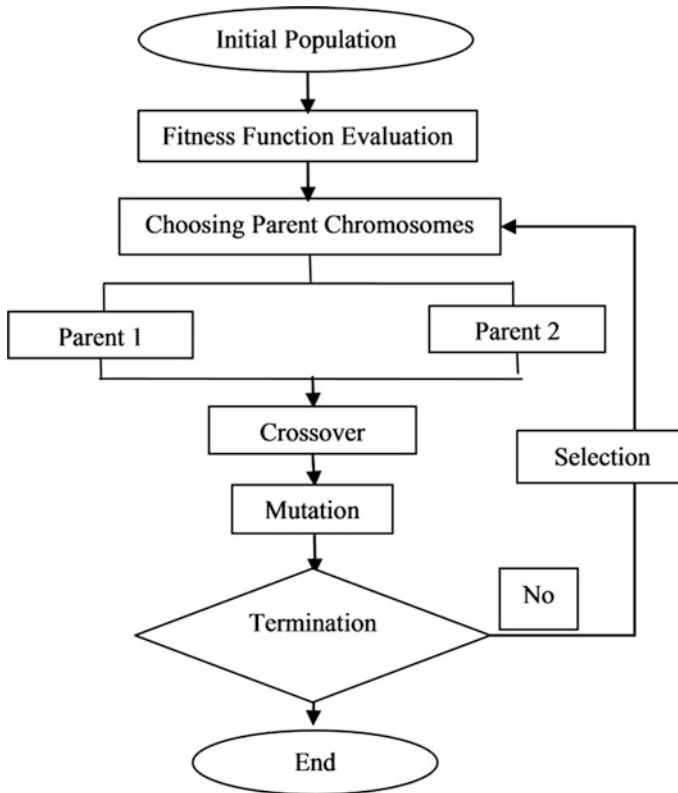 Initial Population
Fitness Function Evaluation
Choosing Parent Chromosomes
Parent 1
Parent 2
Crossover
Selection
Mutation
No
Termination
End